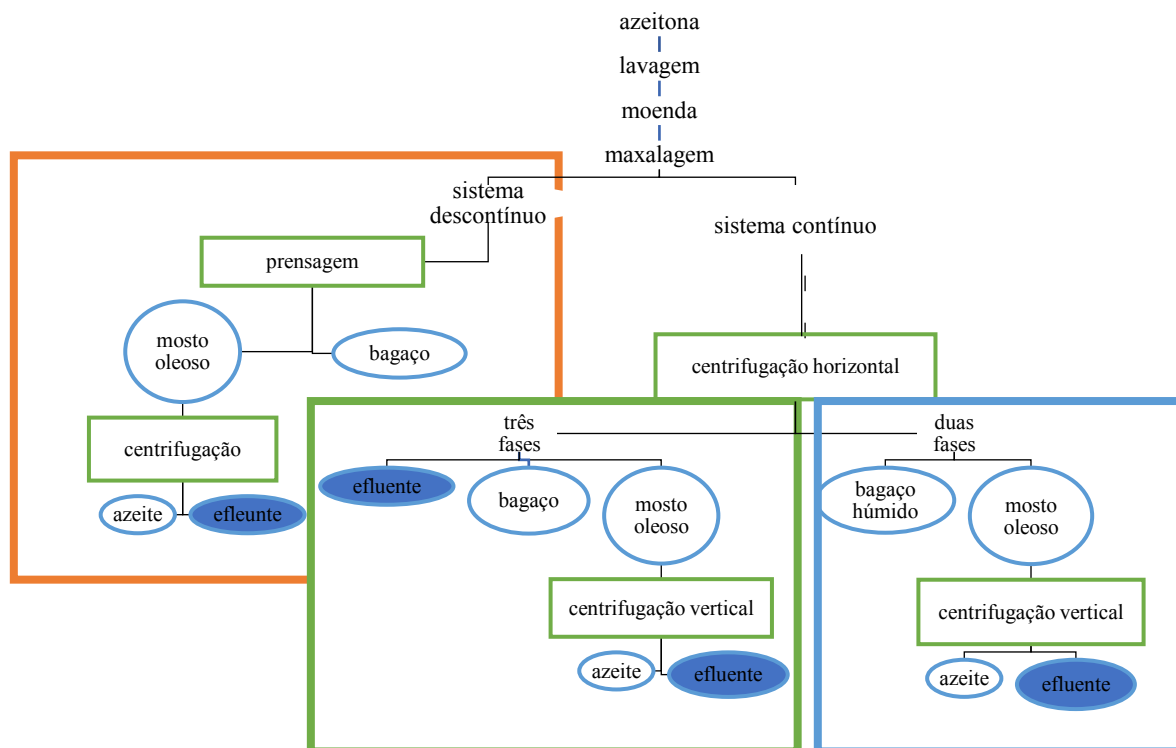 azeitona
lavagem
moenda
maxalagem
sistema
descontínuo
sistema contínuo
prensagem
mosto
oleoso
bagaço
centrifugação horizontal
centrifugação
azeite
efleunte
três
fases
duas
fases
efluente
bagaço
mosto
oleoso
bagaço
húmido
mosto
oleoso
centrifugação vertical
centrifugação vertical
azeite
efluente
azeite
efluente